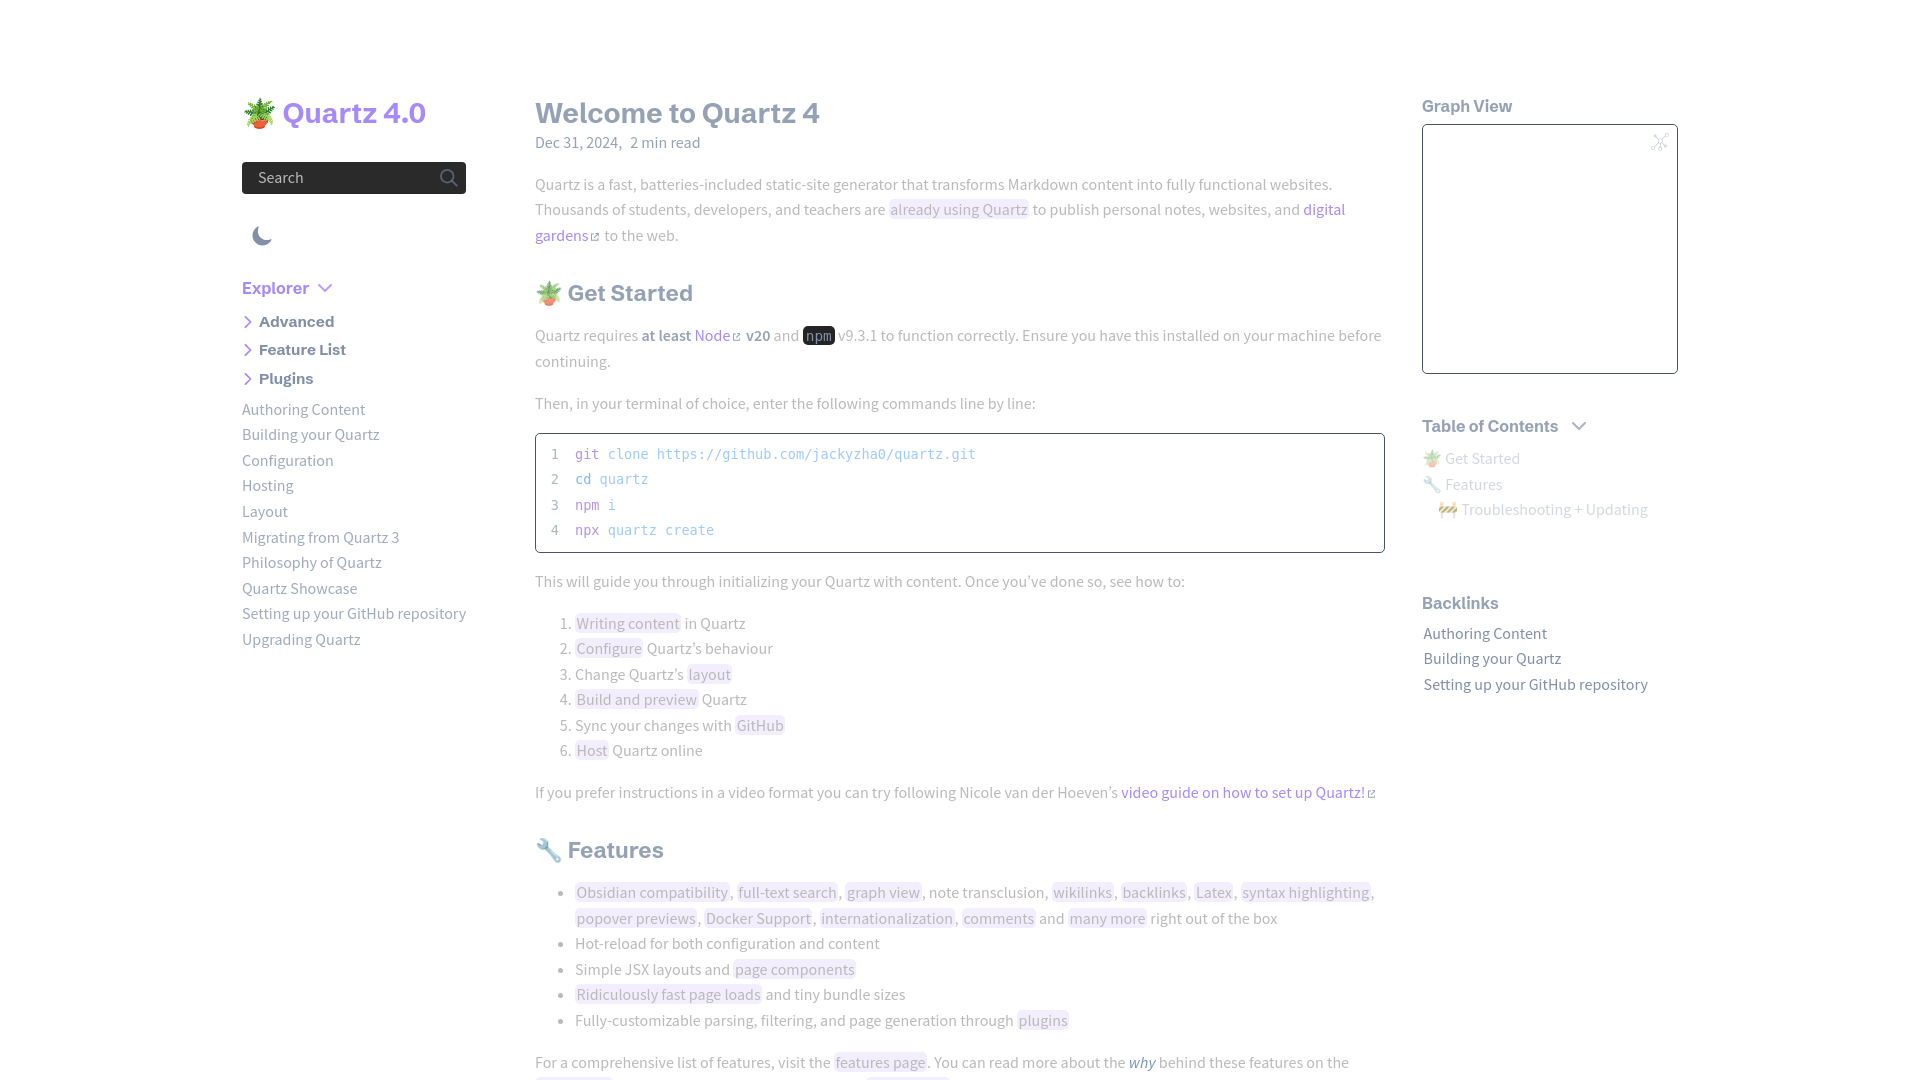 Quartz 4.0
Search
Explorer
Advanced
Feature List
Plugins
Authoring Content
Building your Quartz
Configuration
Hosting
Layout
Migrating from Quartz 3
Philosophy of Quartz
Quartz Showcase
Setting up your GitHub repository
Upgrading Quartz
Welcome to Quartz 4
Dec 31, 2024, 2 min read
Quartz is a fast, batteries-included static-site generator that transforms Markdown content into fully functional websites.
Thousands of students, developers, and teachers are already using Quartz to publish personal notes, websites, and digital
gardens to the web.
Get Started
Quartz requires at least Node v20 and npm v9.3.1 to function correctly. Ensure you have this installed on your machine before
continuing.
Then, in your terminal of choice, enter the following commands line by line:
1 git clone https://github.com/jackyzha0/quartz.git
2 cd quartz
3 npm i
4 npx quartz create
This will guide you through initializing your Quartz with content. Once you’ve done so, see how to:
1. Writing content in Quartz
2. Configure Quartz’s behaviour
3. Change Quartz’s layout
4. Build and preview Quartz
5. Sync your changes with GitHub
6. Host Quartz online
If you prefer instructions in a video format you can try following Nicole van der Hoeven’s video guide on how to set up Quartz!
Features
• Obsidian compatibility, full-text search, graph view, note transclusion, wikilinks, backlinks, Latex, syntax highlighting,
popover previews, Docker Support, internationalization, comments and many more right out of the box
• Hot-reload for both configuration and content
• Simple JSX layouts and page components
• Ridiculously fast page loads and tiny bundle sizes
• Fully-customizable parsing, filtering, and page generation through plugins
For a comprehensive list of features, visit the features page. You can read more about the why behind these features on the
Graph View
Table of Contents
Get Started
Features
Troubleshooting + Updating
Backlinks
Authoring Content
Building your Quartz
Setting up your GitHub repository